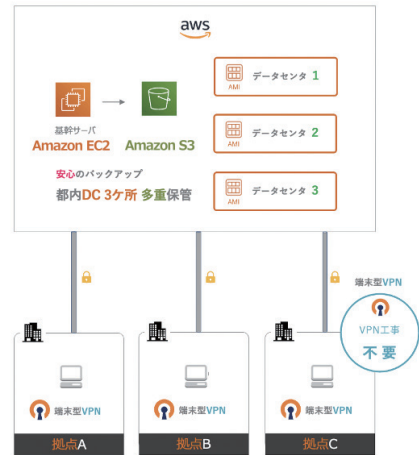 aws
基幹サーバ
Amazon EC2
Amazon S3
安心のバックアップ
都内DC 3ケ所 多重保管
AMI
データセンタ 1
AMI
データセンタ 2
AMI
データセンタ 3
端末型VPN
VPN工事
不要
端末型VPN
拠点A
端末型VPN
拠点B
端末型VPN
拠点C